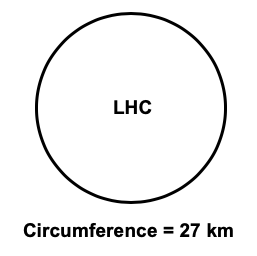 LHC
Circumference = 27 km